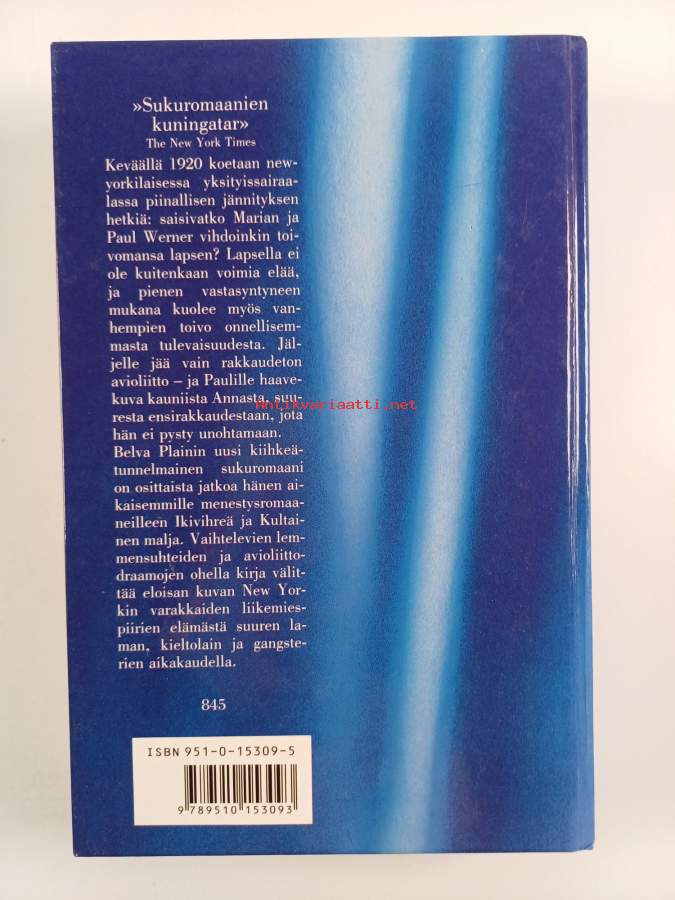 »Sukuromaanien
kuningatar»
The New York Times
Keväällä 1920 koetaan new-
yorkilaisessa yksityissairaa-
lassa piinallisen jännityksen
hetkiä: saisivatko Marian ja
Paul Werner vihdoinkin toi-
vomansa lapsen? Lapsella ei
ole kuitenkaan voimia elää,
ja pienen vastasyntyneen
mukana kuolee myös van-
hempien toivo onnellisem-
masta tulevaisuudesta. Jäl-
jelle jää vain rakkaudeton
avioliitto – ja Paulille haave-
kuva kauniista Annasta, suu-
resta ensirakkaudestaan, jota
hän ei pysty unohtamaan.
Antikvariaatti.net
Belva Plainin uusi kiihkeä-
tunnelmainen sukuromaani
on osittaista jatkoa hänen ai-
kaisemmille menestysromaa-
neilleen Ikivihreä ja Kultai-
nen malja. Vaihtelevien lem-
mensuhteiden ja avioliitto-
draamojen ohella kirja välit-
tää eloisan kuvan New Yor-
kin varakkaiden liikemies-
piirien elämästä suuren la-
man, kieltolain ja gangste-
rien aikakaudella.
845
ISBN 951-0-15309-5
9 789510 153093